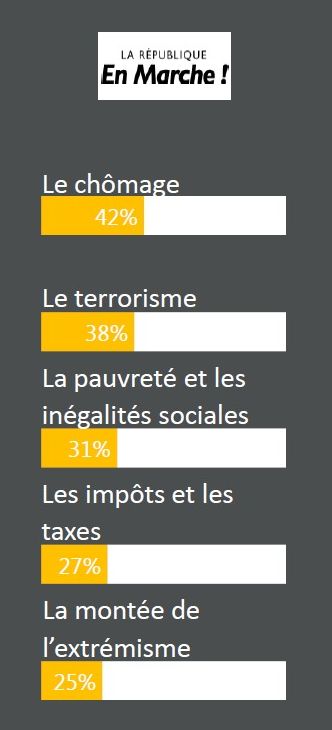 LA RÉPUBLIQUE
En Marche !
Le chômage
42%
Le terrorisme
38%
La pauvreté et les
inégalités sociales
31%
Les impôts et les
taxes
27%
La montée de
l’extrémisme
25%